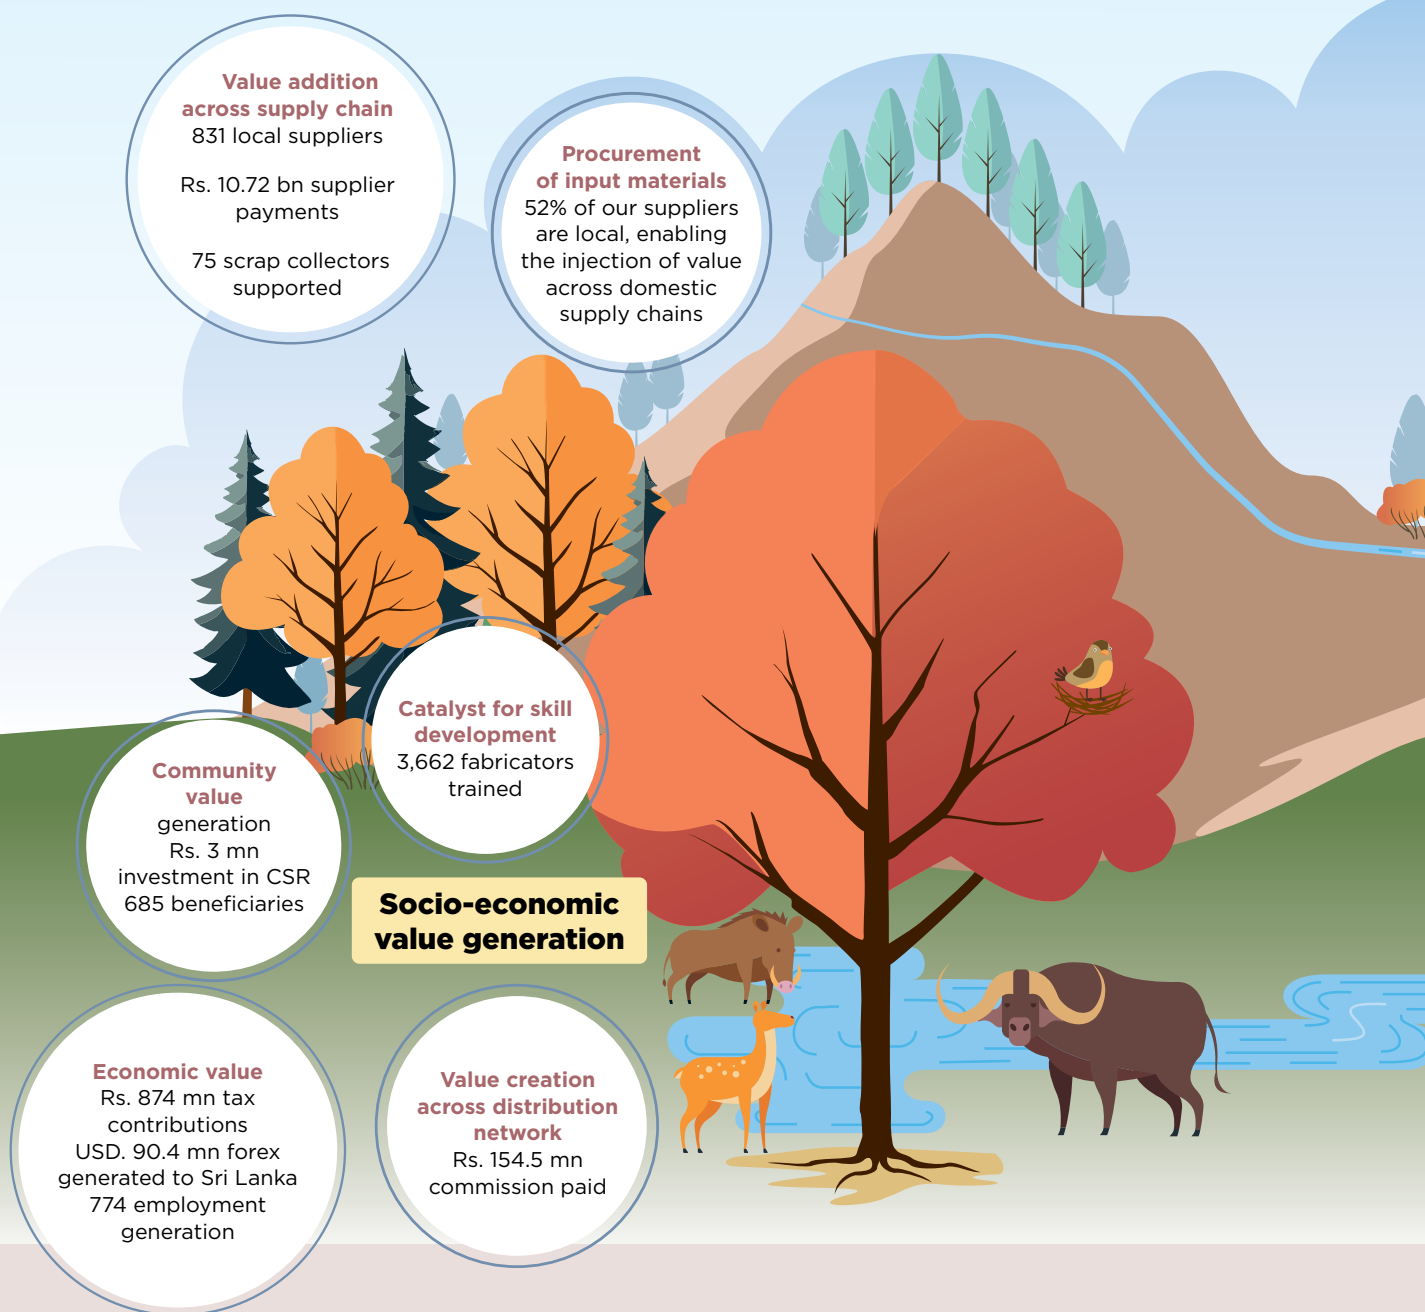 Value addition
across supply chain
831 local suppliers
Rs. 10.72 bn supplier
payments
75 scrap collectors
supported
Procurement
of input materials
52% of our suppliers
are local, enabling
the injection of value
across domestic
supply chains
Catalyst for skill
development
3,662 fabricators
trained
Community
value
generation
Rs. 3 mn
investment in CSR
685 beneficiaries
Socio-economic
value generation
Economic value
Rs. 874 mn tax
contributions
USD. 90.4 mn forex
generated to Sri Lanka
774 employment
generation
Value creation
across distribution
network
Rs. 154.5 mn
commission paid